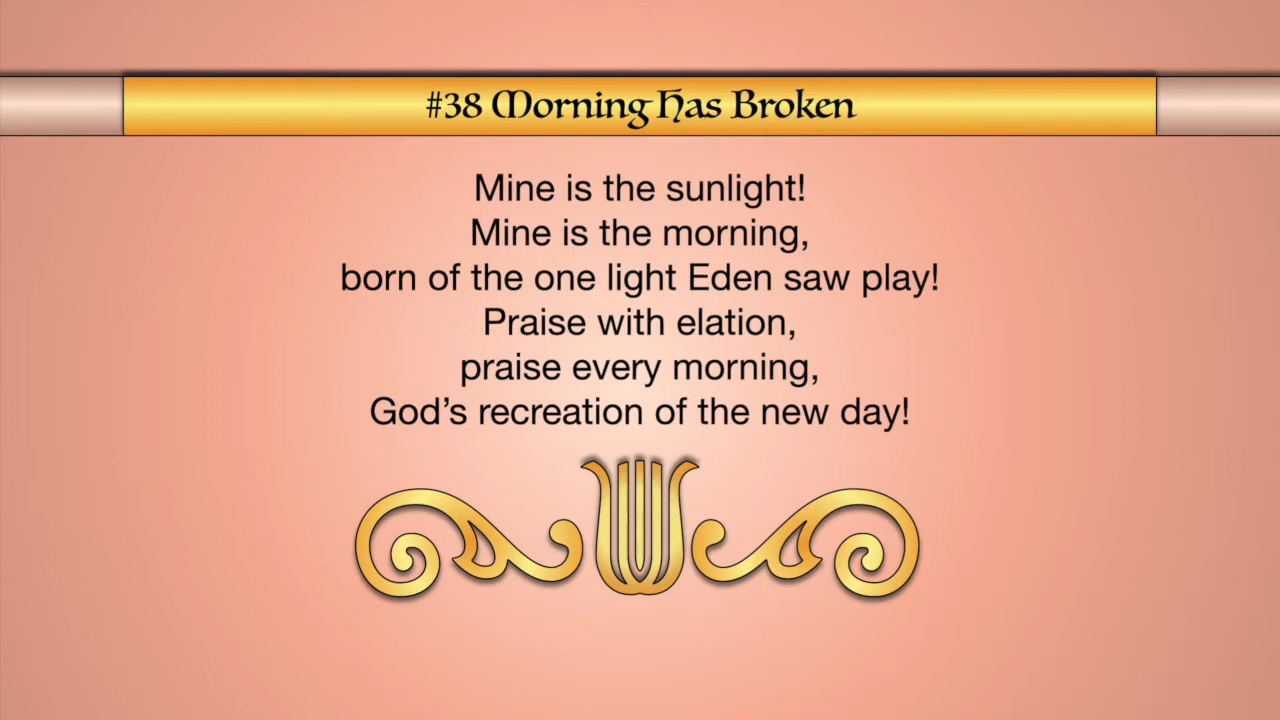 #38 Morning Has Broken
Mine is the sunlight!
Mine is the morning,
born of the one light Eden saw play!
Praise with elation,
praise every morning,
God’s recreation of the new day!